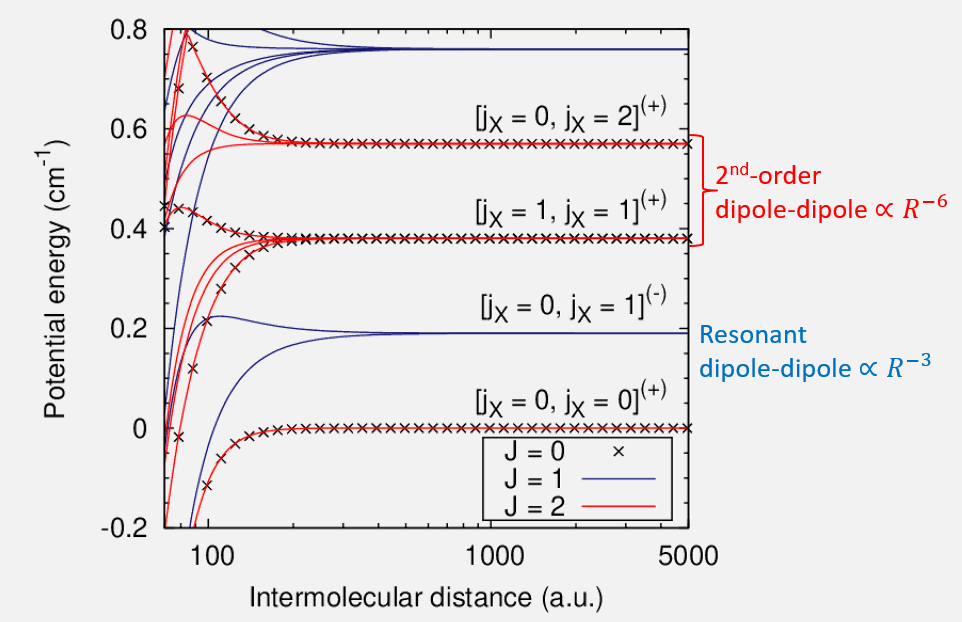 0.8
0.6
0.4
0.2
0
-0.2
Potential energy (cm⁻¹)
[jX = 0, jX = 2](+)
[jX = 1, jX = 1](+)
[jX = 0, jX = 1](-)
[jX = 0, jX = 0](+)
J = 0
J = 1
J = 2
100
1000
5000
Intermolecular distance (a.u.)
2nd-order
dipole-dipole ∝ R⁻⁶
Resonant
dipole-dipole ∝ R⁻³